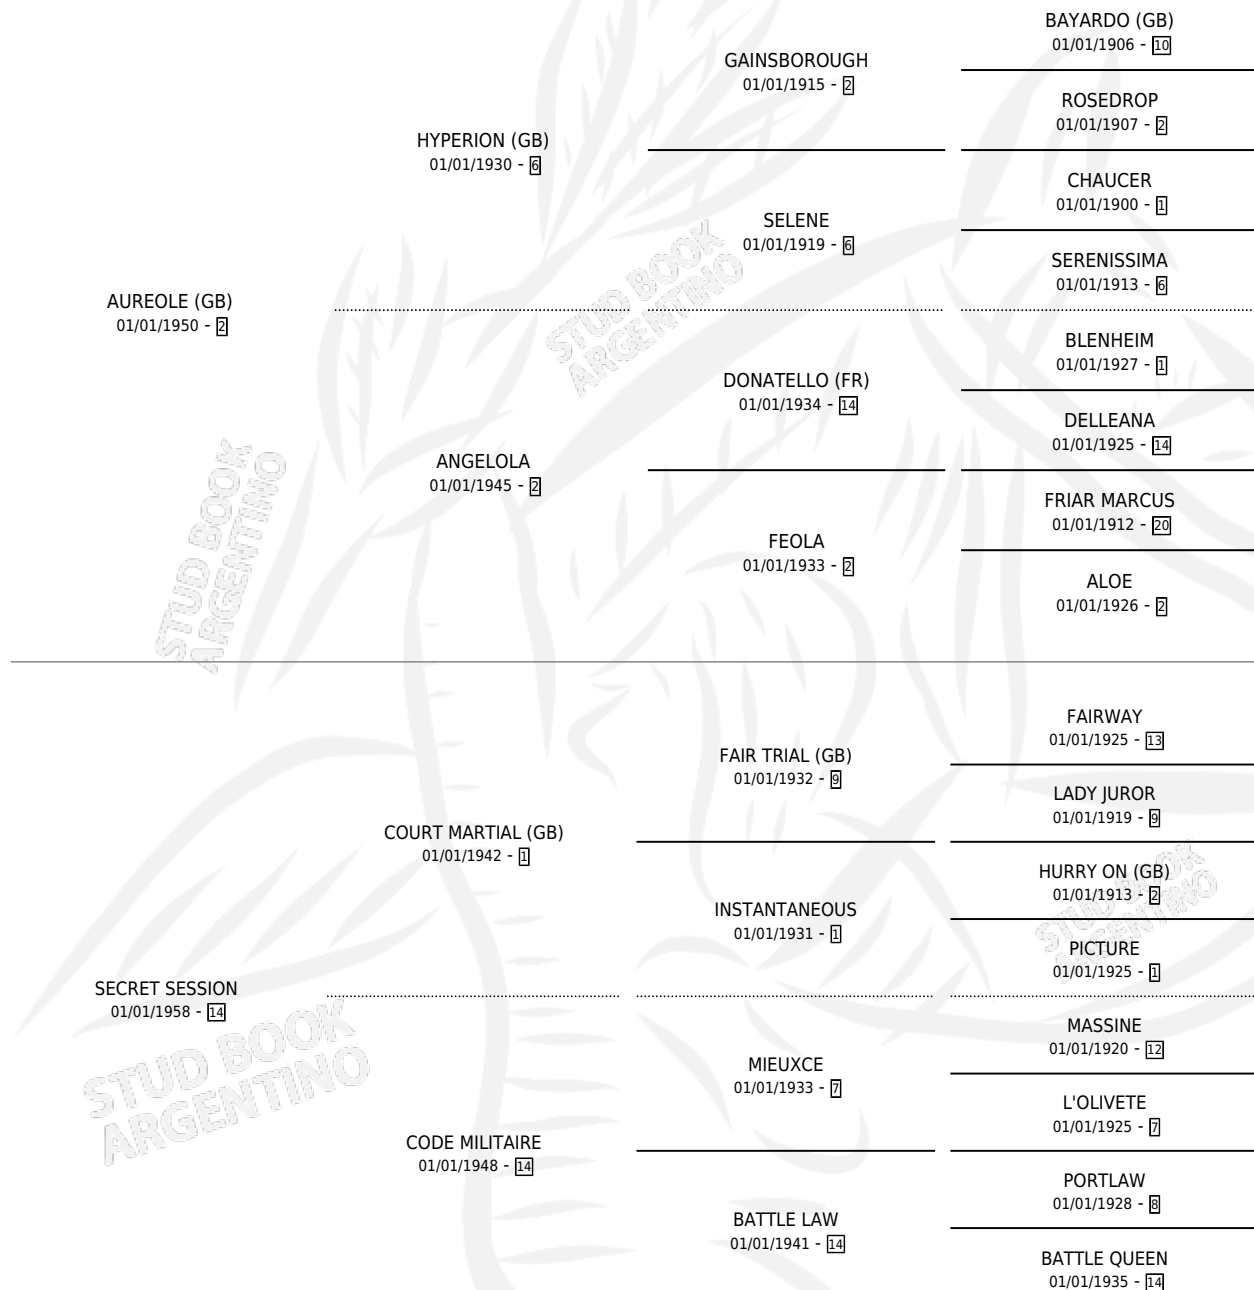 BAYARDO (GB)
01/01/1906 - 10
GAINSBOROUGH
01/01/1915 - 2
ROSEDROP
01/01/1907 - 2
HYPERION (GB)
01/01/1930 - 6
CHAUCER
01/01/1900 - 1
SELENE
01/01/1919 - 6
SERENISSIMA
01/01/1913 - 6
AUREOLE (GB)
01/01/1950 - 2
BLENHEIM
01/01/1927 - 1
DONATELLO (FR)
01/01/1934 - 14
DELLEANA
01/01/1925 - 14
ANGELOLA
01/01/1945 - 2
FRIAR MARCUS
01/01/1912 - 20
FEOLA
01/01/1933 - 2
ALOE
01/01/1926 - 2
FAIRWAY
01/01/1925 - 13
FAIR TRIAL (GB)
01/01/1932 - 9
LADY JUROR
01/01/1919 - 9
COURT MARTIAL (GB)
01/01/1942 - 1
HURRY ON (GB)
01/01/1913 - 2
INSTANTANEOUS
01/01/1931 - 1
PICTURE
01/01/1925 - 1
SECRET SESSION
01/01/1958 - 14
MASSINE
01/01/1920 - 12
MIEUXCE
01/01/1933 - 7
L'OLIVETE
01/01/1925 - 7
CODE MILITAIRE
01/01/1948 - 14
PORTLAW
01/01/1928 - 8
BATTLE LAW
01/01/1941 - 14
BATTLE QUEEN
01/01/1935 - 14
STUD BOOK
ARGENTINO
STUD BOOK
ARGENTINO
STUD BOOK
ARGENTINO
STUD BOOK
ARGENTINO